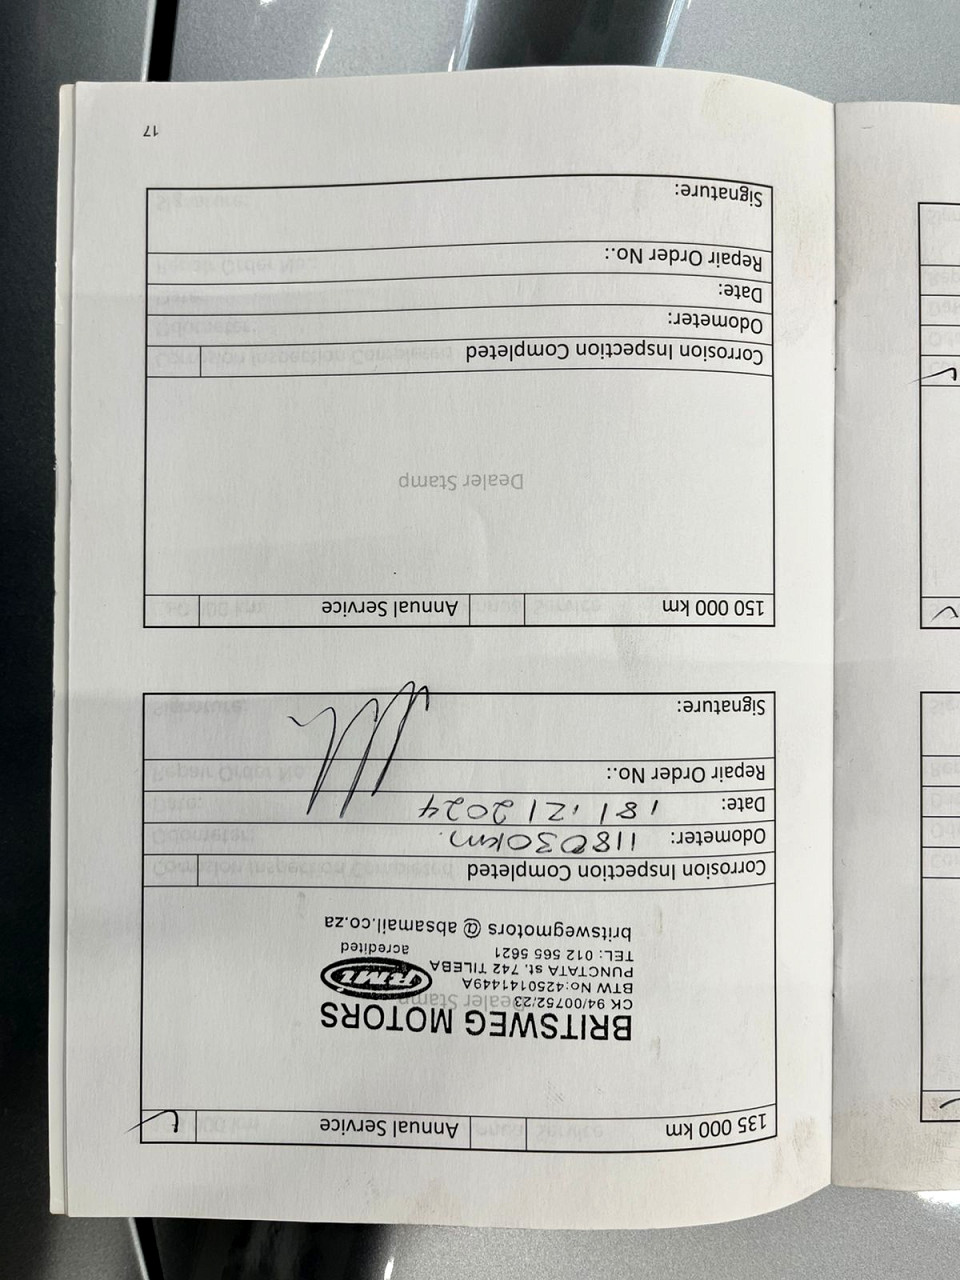 135 000 km Annual Service
BRITSWEG MOTORS
CK 94/00752/23
Dealer Stamp
BTW No:4250141449A
PUNCTATA st. 742 TILEBA
TEL: 012 565 5621
RMI
acredited
britswegmotors @ absamail.co.za
Corrosion Inspection Completed
Odometer: 118030km.
Date: 18/12/2024
Repair Order No.:
Signature:
150 000 km Annual Service
Dealer Stamp
Corrosion Inspection Completed
Odometer:
Date:
Repair Order No.:
Signature:
17